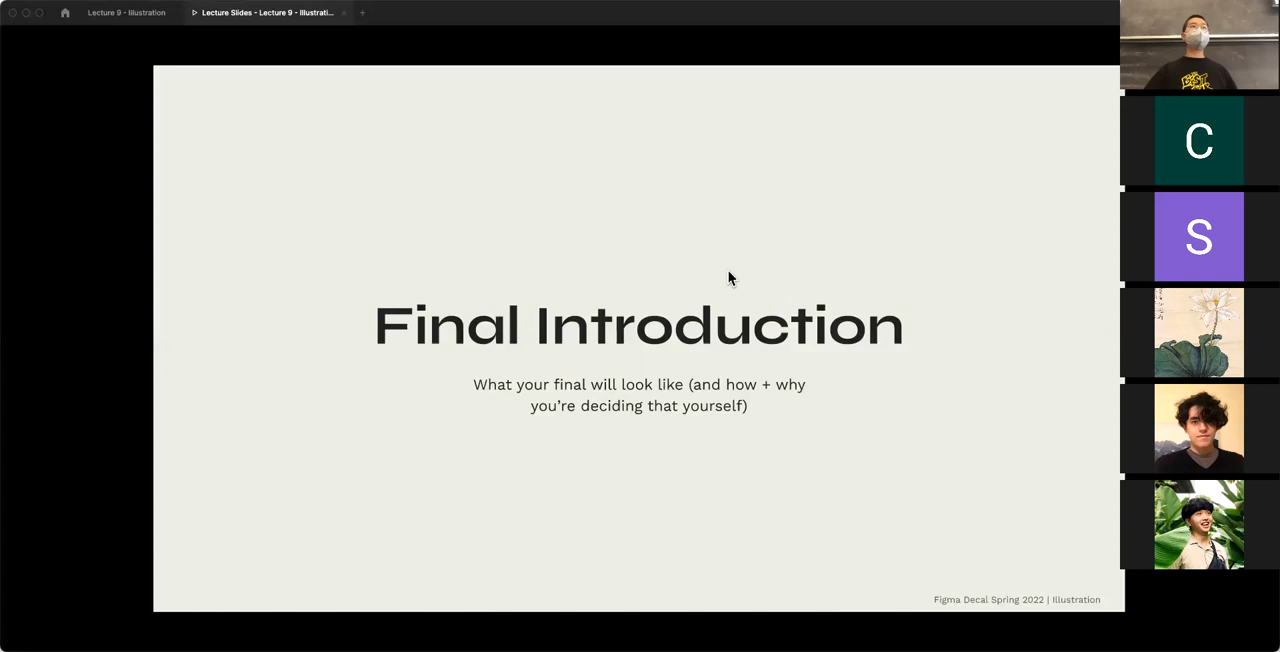 Lecture 9 - Illustration
Lecture Slides - Lecture 9 - Illustrati...
Final Introduction
What your final will look like (and how + why
you're deciding that yourself)
Figma Decal Spring 2022 | Illustration
C
S